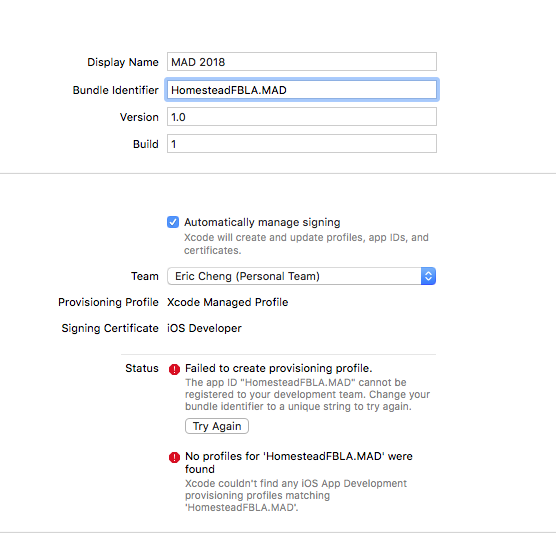 Display Name MAD 2018
Bundle Identifier HomesteadFBLA.MAD
Version 1.0
Build 1
Automatically manage signing
Xcode will create and update profiles, app IDs, and
certificates.
Team Eric Cheng (Personal Team)
Provisioning Profile Xcode Managed Profile
Signing Certificate iOS Developer
Status Failed to create provisioning profile.
The app ID "HomesteadFBLA.MAD" cannot be
registered to your development team. Change your
bundle identifier to a unique string to try again.
Try Again
No profiles for 'HomesteadFBLA.MAD' were
found
Xcode couldn't find any iOS App Development
provisioning profiles matching
'HomesteadFBLA.MAD'.